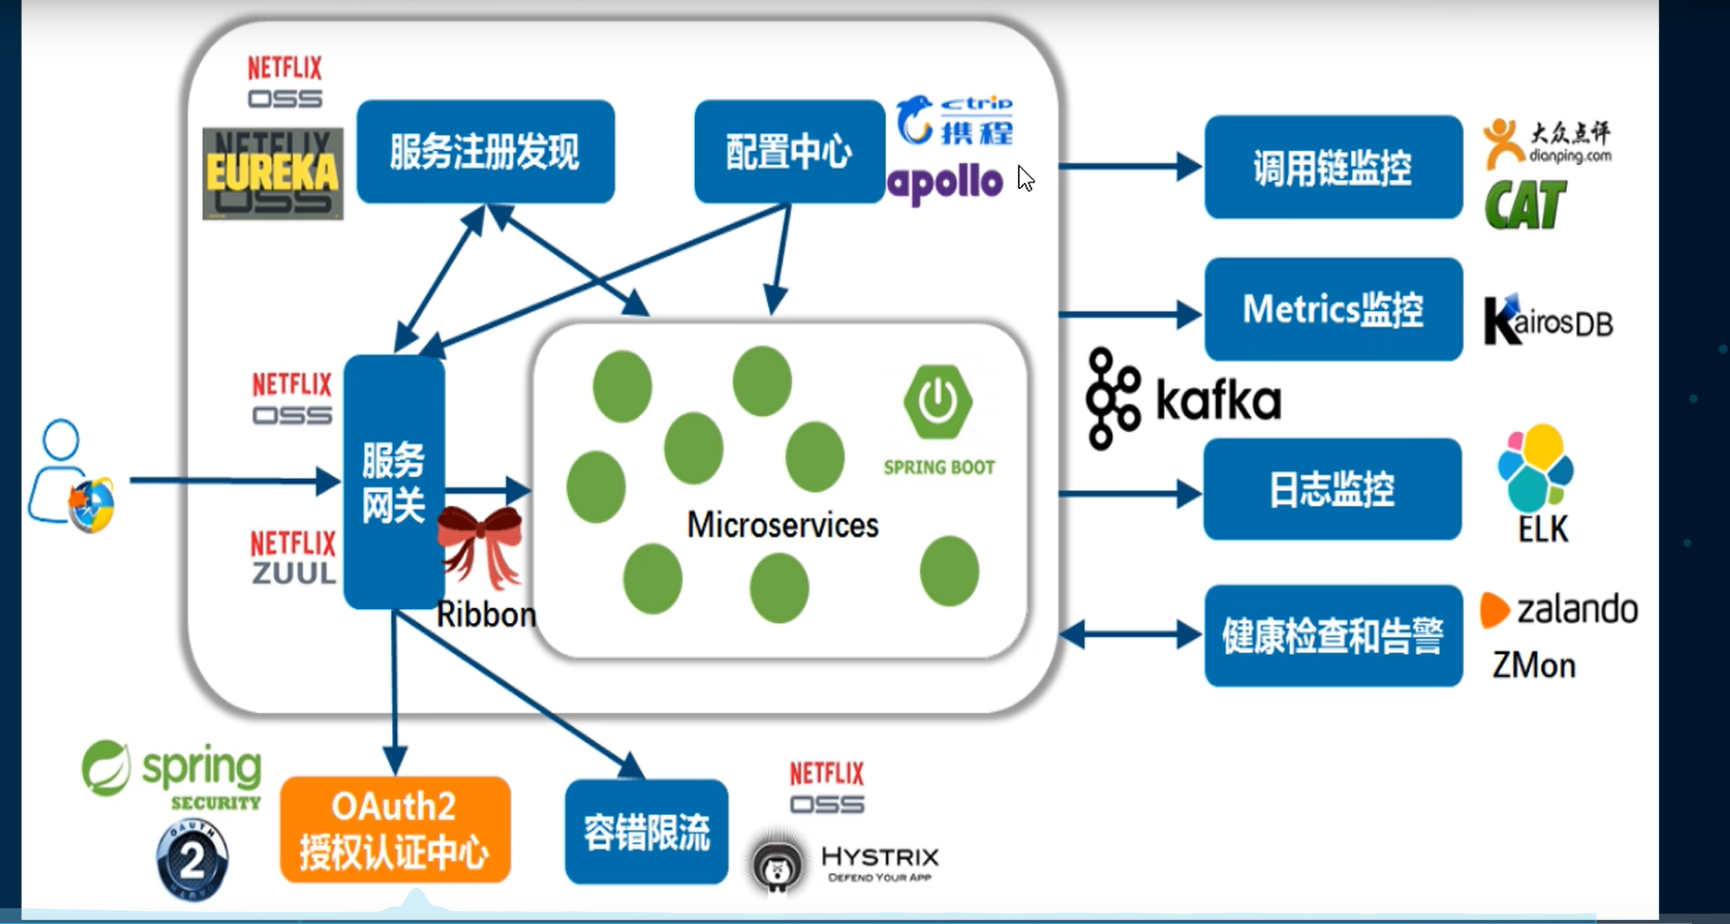 NETFLIX
OSS
NETFLIX
EUREKA
OSS
服务注册发现
配置中心
ctrip
携程
apollo
调用链监控
大众点评
dianping.com
CAT
Metrics监控
KairosDB
NETFLIX
OSS
服务
网关
NETFLIX
ZUUL
Ribbon
SPRING BOOT
Microservices
kafka
日志监控
ELK
健康检查和告警
zalando
ZMon
spring
SECURITY
OAUTH
2
OAuth2
授权认证中心
容错限流
NETFLIX
OSS
HYSTRIX
DEFEND YOUR APP